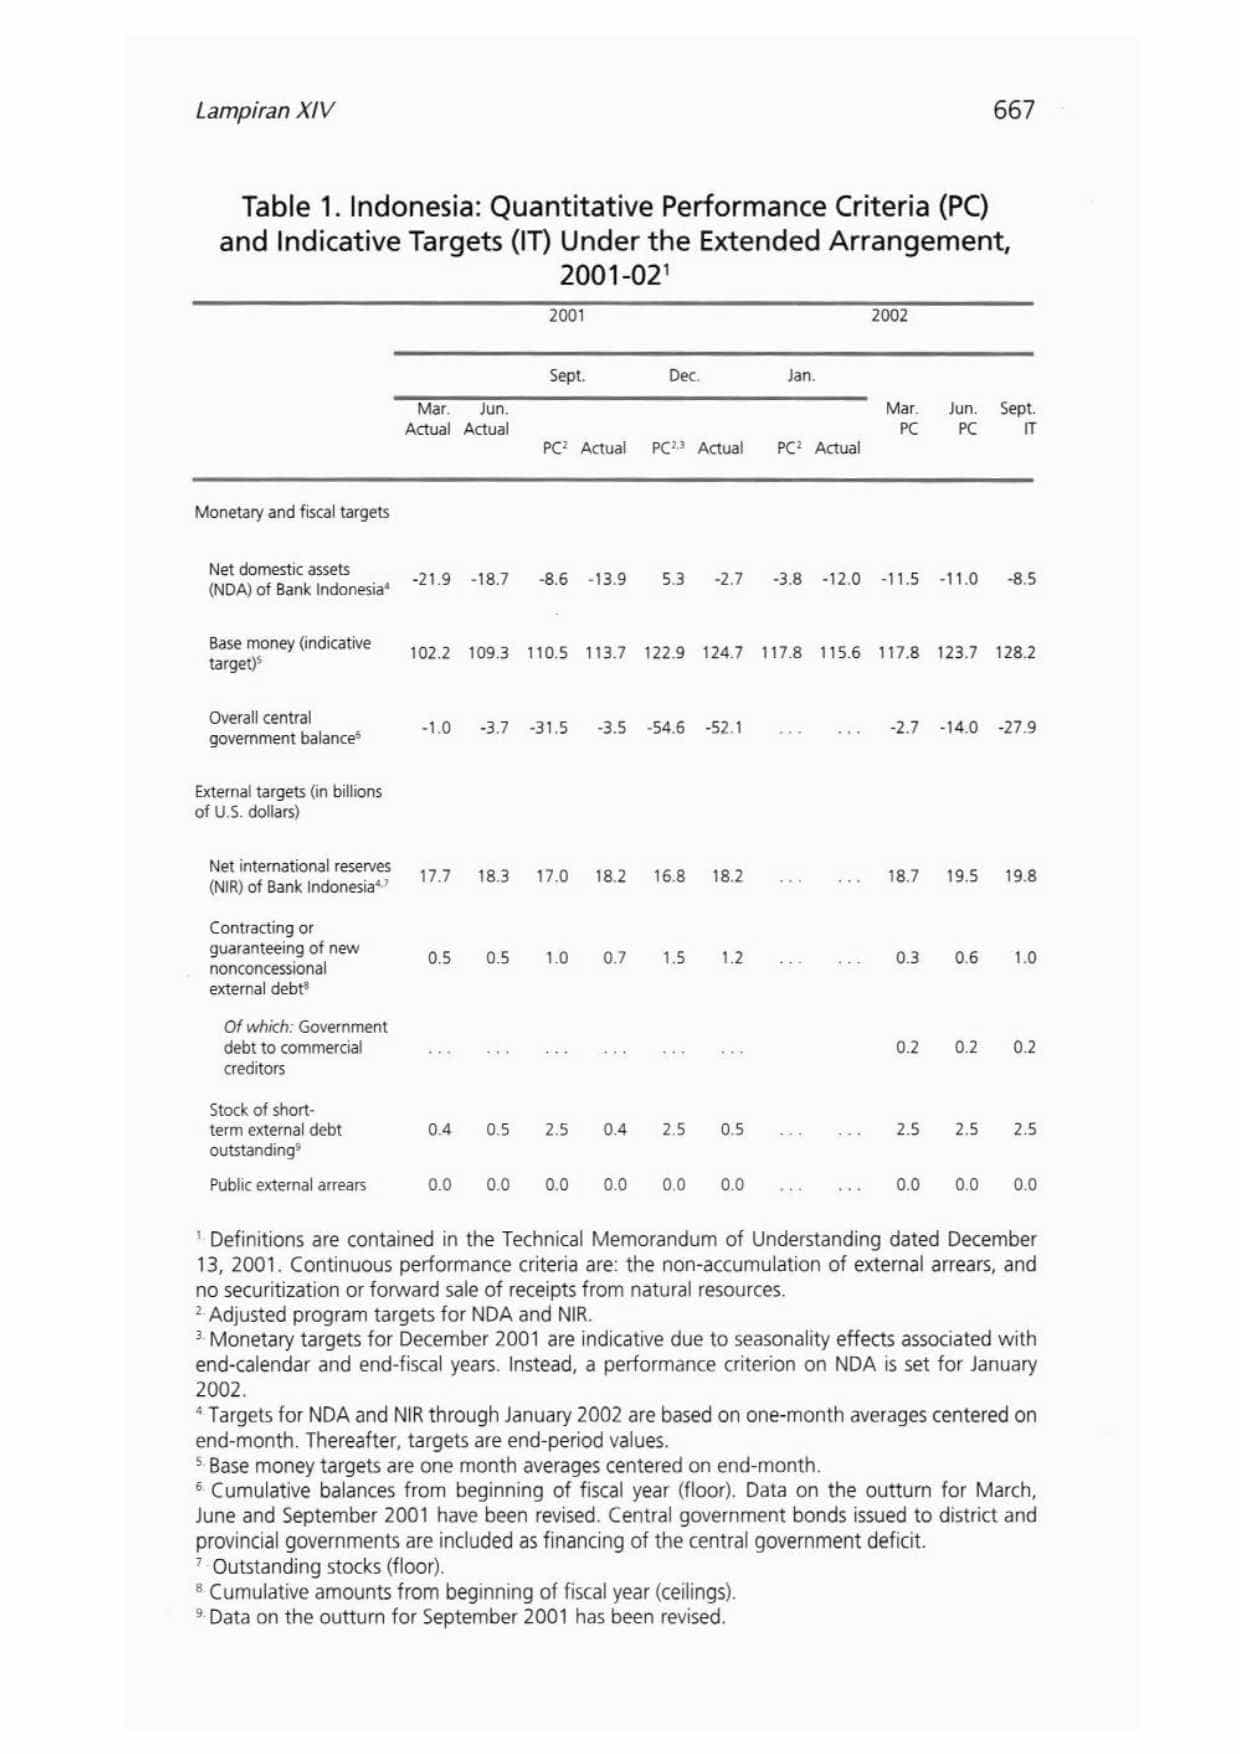 Lampiran XIV 667
Table 1. Indonesia: Quantitative Performance Criteria (PC)
and Indicative Targets (IT) Under the Extended Arrangement,
2001-02¹
2001 2002
Sept. Dec. Jan.
Mar. Jun. Mar. Jun. Sept.
Actual Actual PC PC IT
PC² Actual PC²,³ Actual PC² Actual
Monetary and fiscal targets
Net domestic assets
(NDA) of Bank Indonesia⁴ -21.9 -18.7 -8.6 -13.9 5.3 -2.7 -3.8 -12.0 -11.5 -11.0 -8.5
Base money (indicative
target)⁵ 102.2 109.3 110.5 113.7 122.9 124.7 117.8 115.6 117.8 123.7 128.2
Overall central
government balance⁶ -1.0 -3.7 -31.5 -3.5 -54.6 -52.1 ... ... -2.7 -14.0 -27.9
External targets (in billions
of U.S. dollars)
Net international reserves
(NIR) of Bank Indonesia⁴,⁷ 17.7 18.3 17.0 18.2 16.8 18.2 ... ... 18.7 19.5 19.8
Contracting or
guaranteeing of new
nonconcessional
external debt⁸ 0.5 0.5 1.0 0.7 1.5 1.2 ... ... 0.3 0.6 1.0
Of which: Government
debt to commercial ... ... ... ... ... ... 0.2 0.2 0.2
creditors
Stock of short-
term external debt 0.4 0.5 2.5 0.4 2.5 0.5 ... ... 2.5 2.5 2.5
outstanding⁹
Public external arrears 0.0 0.0 0.0 0.0 0.0 0.0 ... ... 0.0 0.0 0.0
¹. Definitions are contained in the Technical Memorandum of Understanding dated December
13, 2001. Continuous performance criteria are: the non-accumulation of external arrears, and
no securitization or forward sale of receipts from natural resources.
². Adjusted program targets for NDA and NIR.
³. Monetary targets for December 2001 are indicative due to seasonality effects associated with
end-calendar and end-fiscal years. Instead, a performance criterion on NDA is set for January
2002.
⁴. Targets for NDA and NIR through January 2002 are based on one-month averages centered on
end-month. Thereafter, targets are end-period values.
⁵. Base money targets are one month averages centered on end-month.
⁶. Cumulative balances from beginning of fiscal year (floor). Data on the outturn for March,
June and September 2001 have been revised. Central government bonds issued to district and
provincial governments are included as financing of the central government deficit.
⁷. Outstanding stocks (floor).
⁸. Cumulative amounts from beginning of fiscal year (ceilings).
⁹. Data on the outturn for September 2001 has been revised.